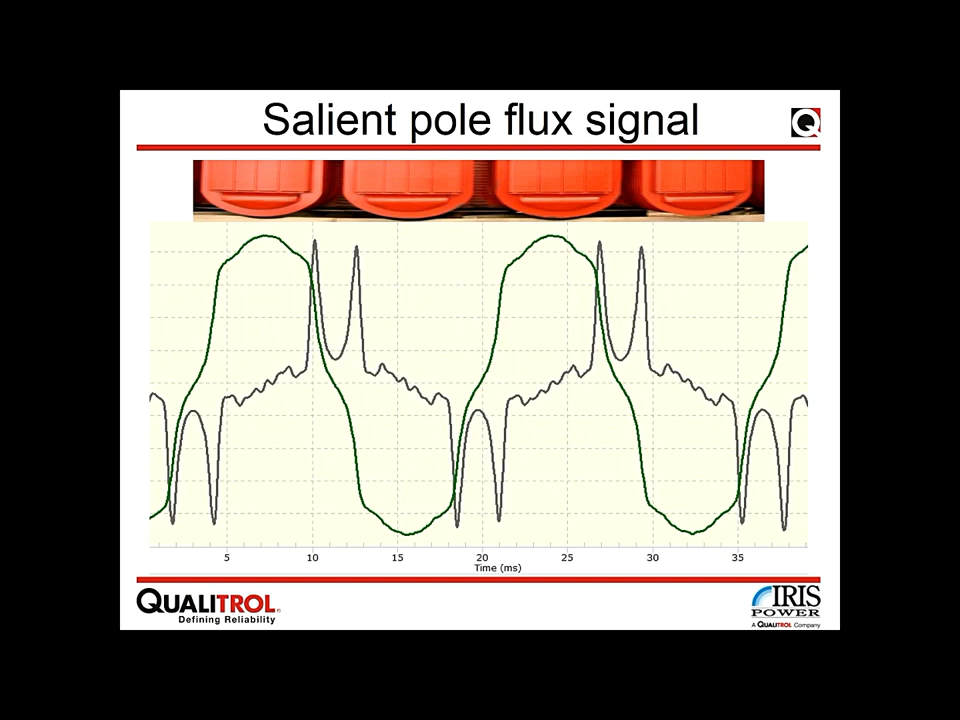 Salient pole flux signal
Q
5 10 15 20 25 30 35
Time (ms)
QUALITROL®
Defining Reliability
IRIS
POWER
A QUALITROL Company